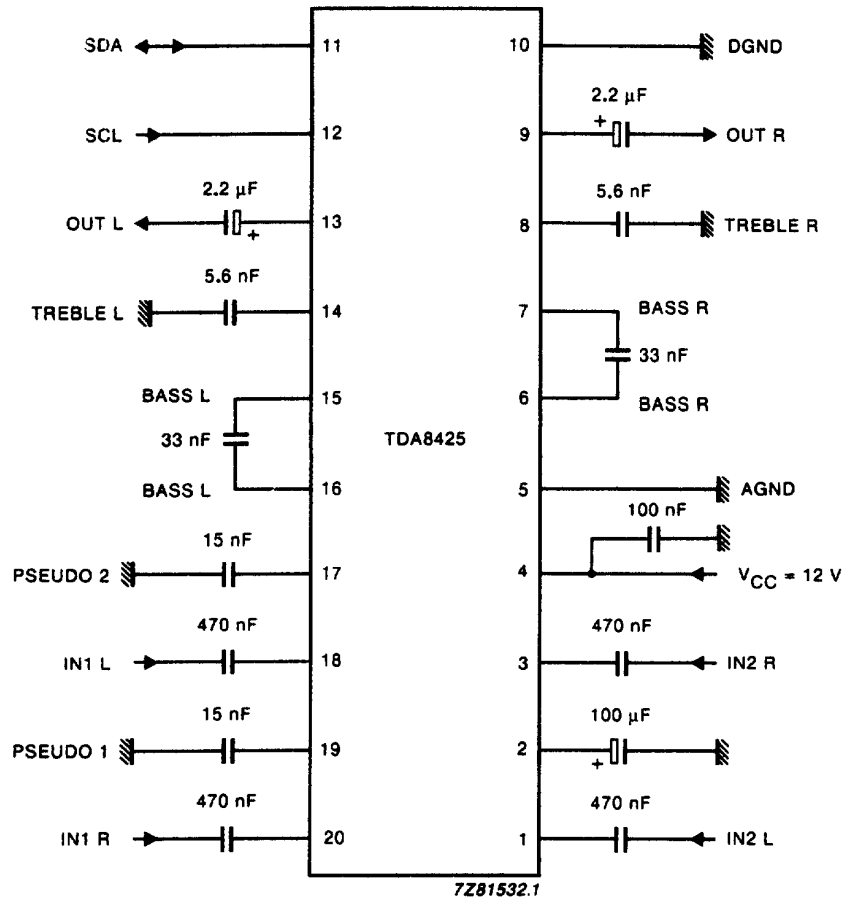 SDA
11
10
DGND
2.2 µF
+
SCL
12
9
OUT R
2.2 µF
+
OUT L
13
5.6 nF
8
TREBLE R
5.6 nF
TREBLE L
14
7
BASS R
33 nF
BASS L
15
6
BASS R
33 nF
TDA8425
BASS L
16
5
AGND
100 nF
15 nF
PSEUDO 2
17
4
VCC = 12 V
470 nF
470 nF
IN1 L
18
3
IN2 R
15 nF
100 µF
PSEUDO 1
19
2
+
470 nF
470 nF
IN1 R
20
1
IN2 L
7Z81532.1